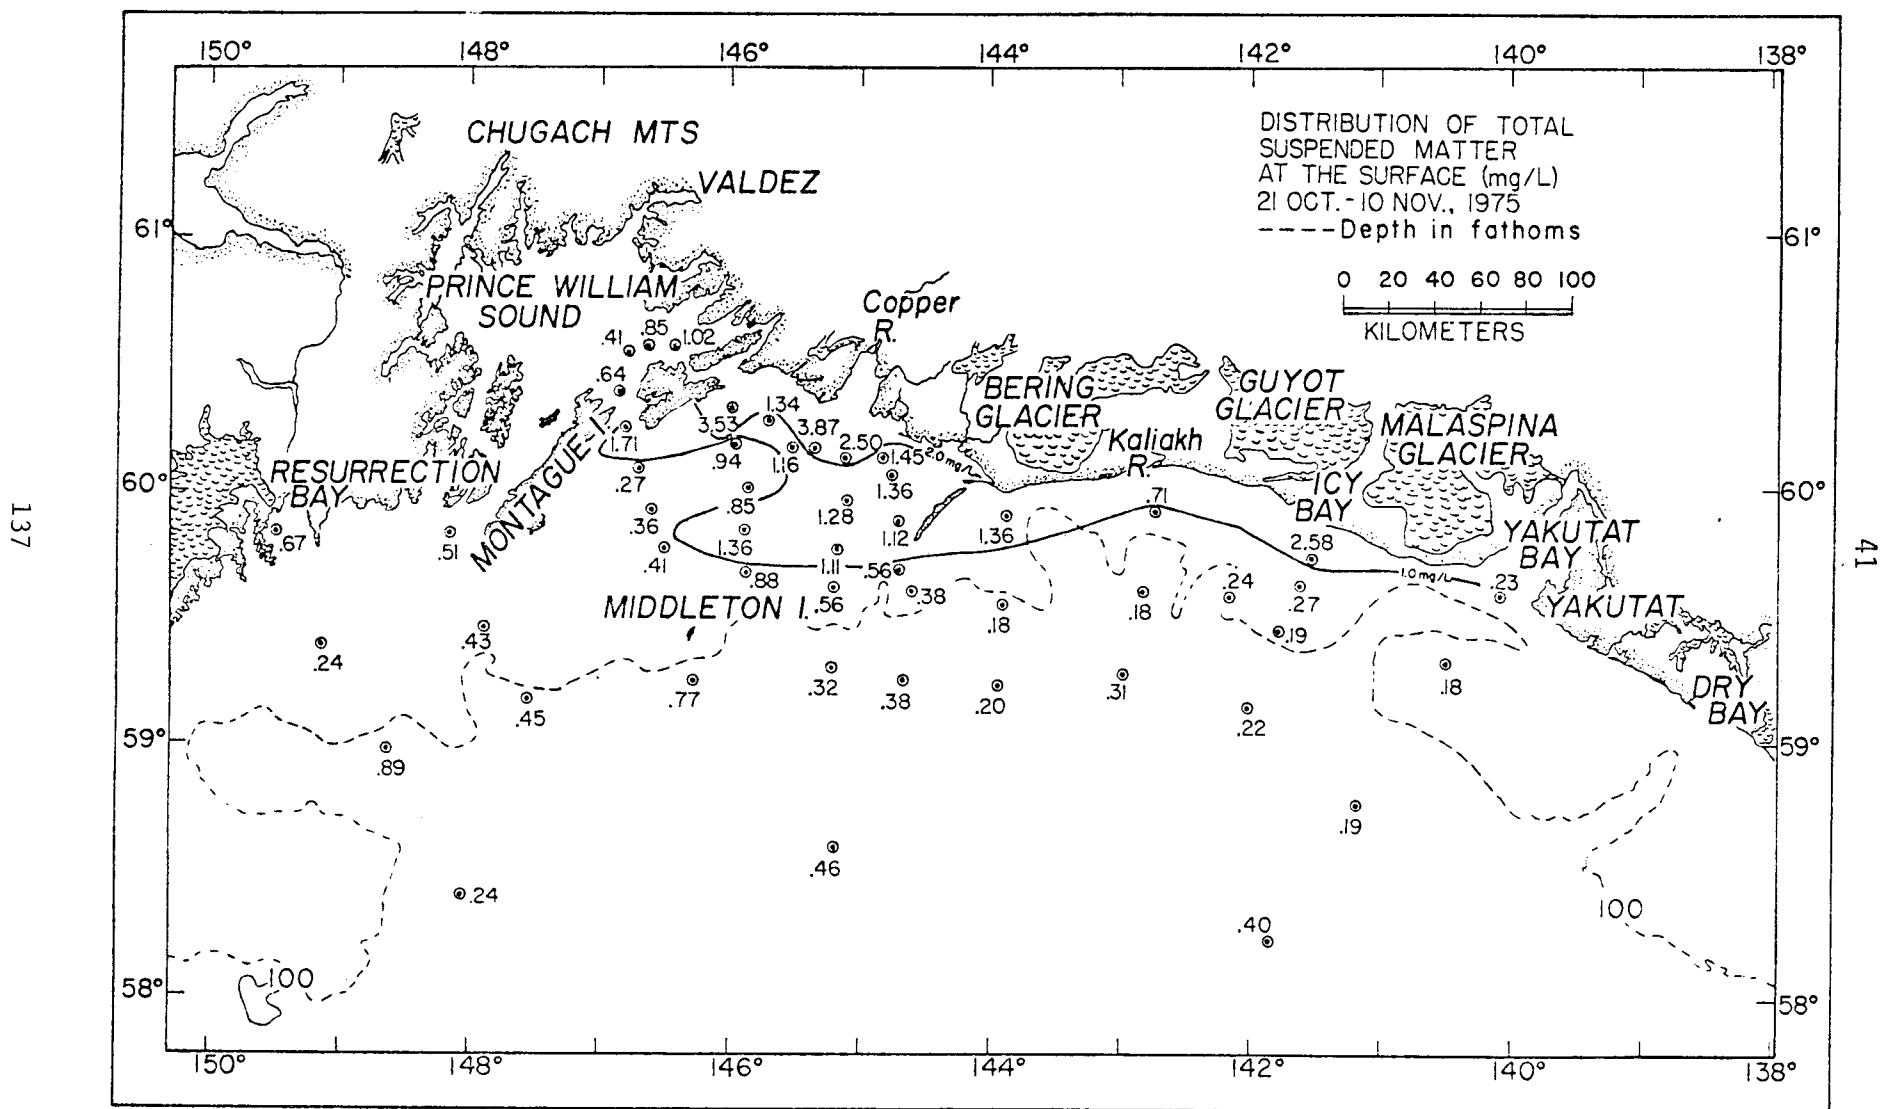 150° 148° 146° 144° 142° 140° 138°
CHUGACH MTS
VALDEZ
DISTRIBUTION OF TOTAL
SUSPENDED MATTER
AT THE SURFACE (mg/L)
21 OCT.-10 NOV., 1975
----Depth in fathoms
61°
61°
PRINCE WILLIAM
SOUND
0 20 40 60 80 100
KILOMETERS
Copper
R.
.41
.85
1.02
.64
BERING
GLACIER
GUYOT
GLACIER
MALASPINA
GLACIER
3.53
1.34
3.87
2.50
1.45
2.0 mg/L
1.71
.94
1.16
1.36
Kaliakh
R.
RESURRECTION
BAY
MONTAGUE I.
60°
60°
.27
.85
1.28
1.12
1.36
.71
ICY
BAY
YAKUTAT
BAY
.67
.51
.36
1.36
.41
.88
1.11
.56
.56
.38
.18
.18
.24
2.58
.27
1.0 mg/L
.23
.19
MIDDLETON I.
YAKUTAT
.24
.43
.45
.77
.32
.38
.20
.31
.22
.18
DRY
BAY
59°
59°
.89
.19
.46
.24
.40
100
100
58°
58°
150° 148° 146° 144° 142° 140° 138°
137
41